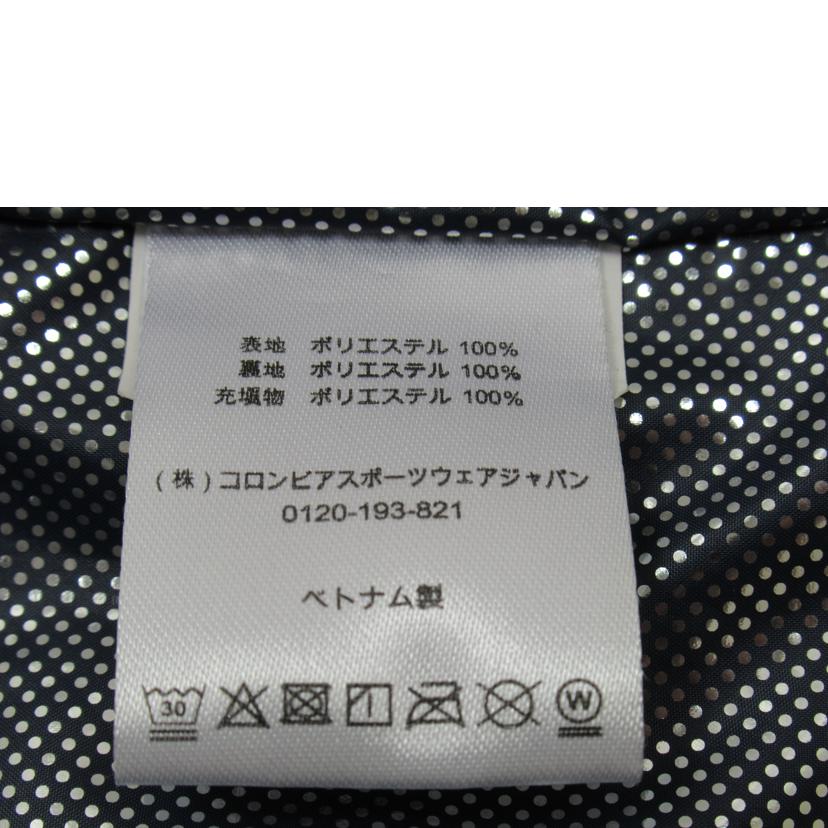 表地 ポリエステル 100%
裏地 ポリエステル 100%
充填物 ポリエステル 100%
(株)コロンビアスポーツウェアジャパン
0120-193-821
ベトナム製
30 W